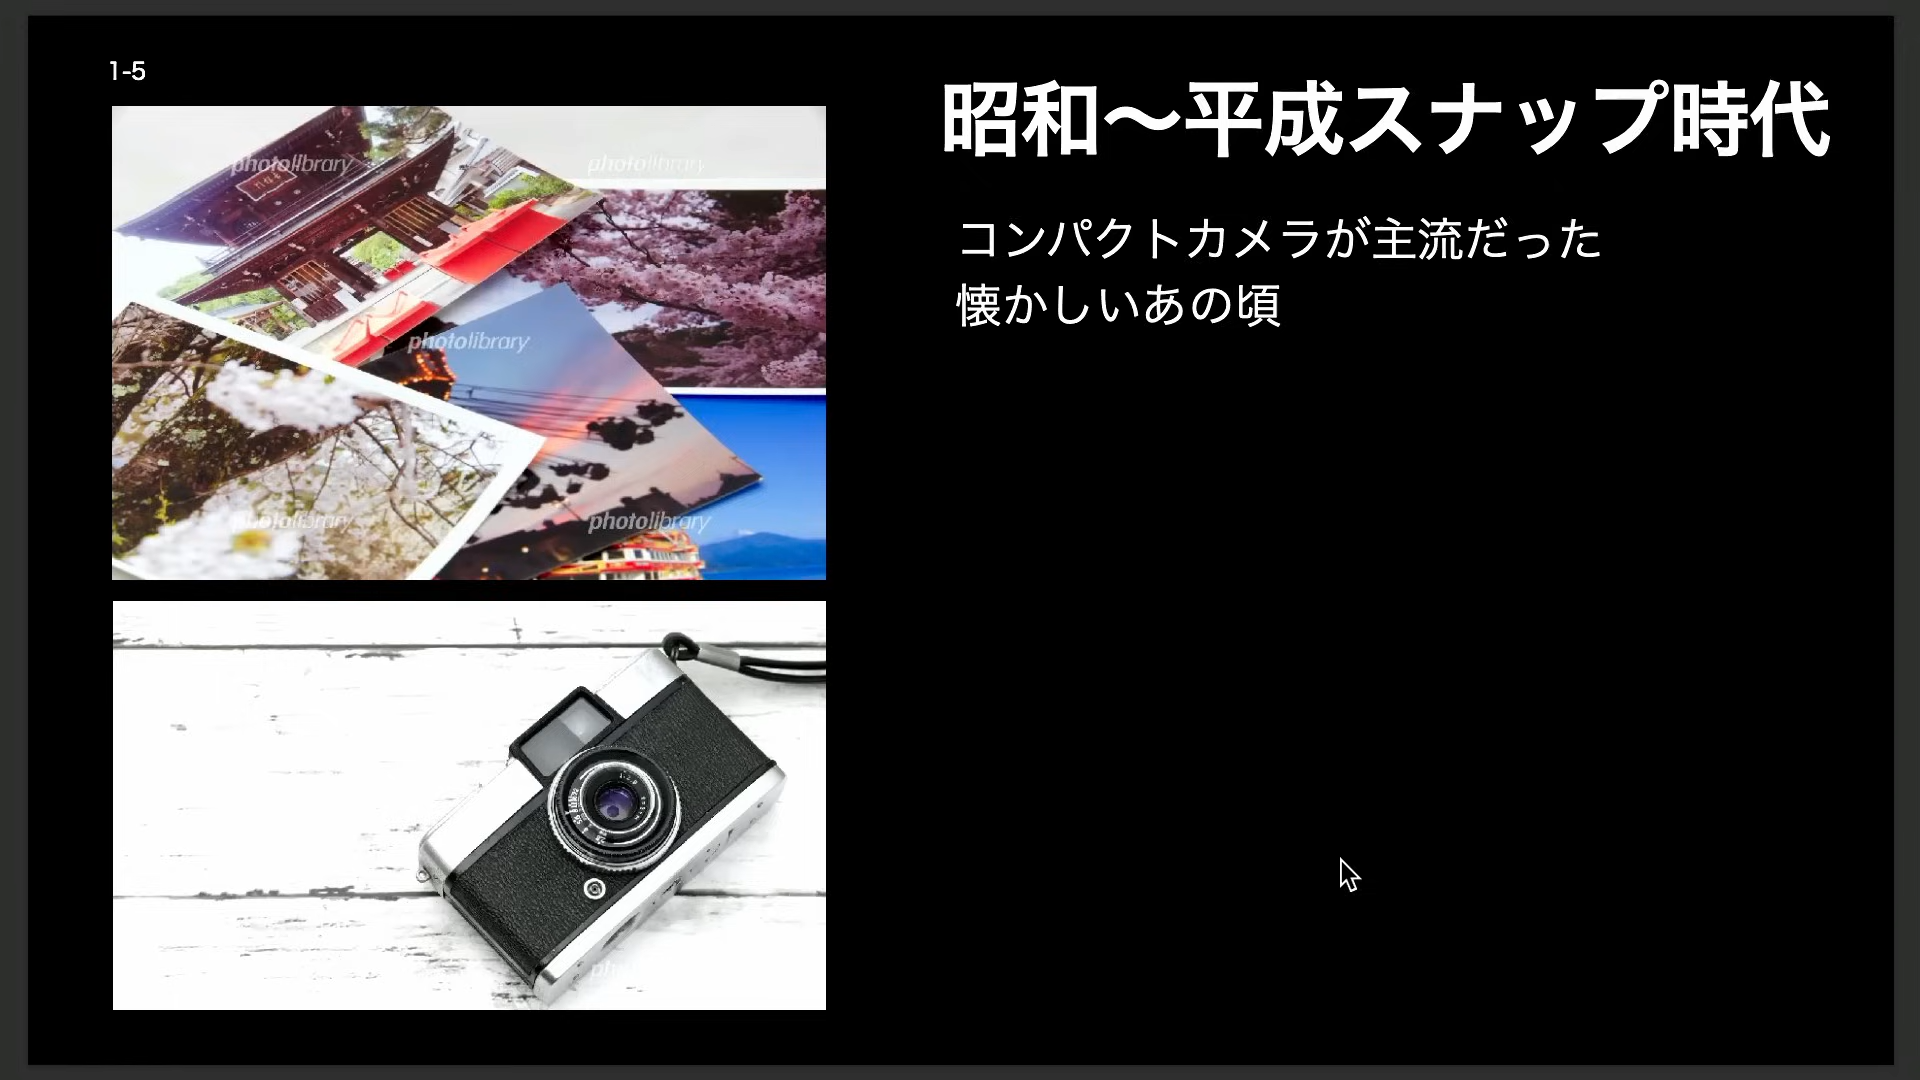 1-5
昭和～平成スナップ時代
コンパクトカメラが主流だった
懐かしいあの頃
photolibrary
photolibrary
photolibrary
photolibrary
photolibrary